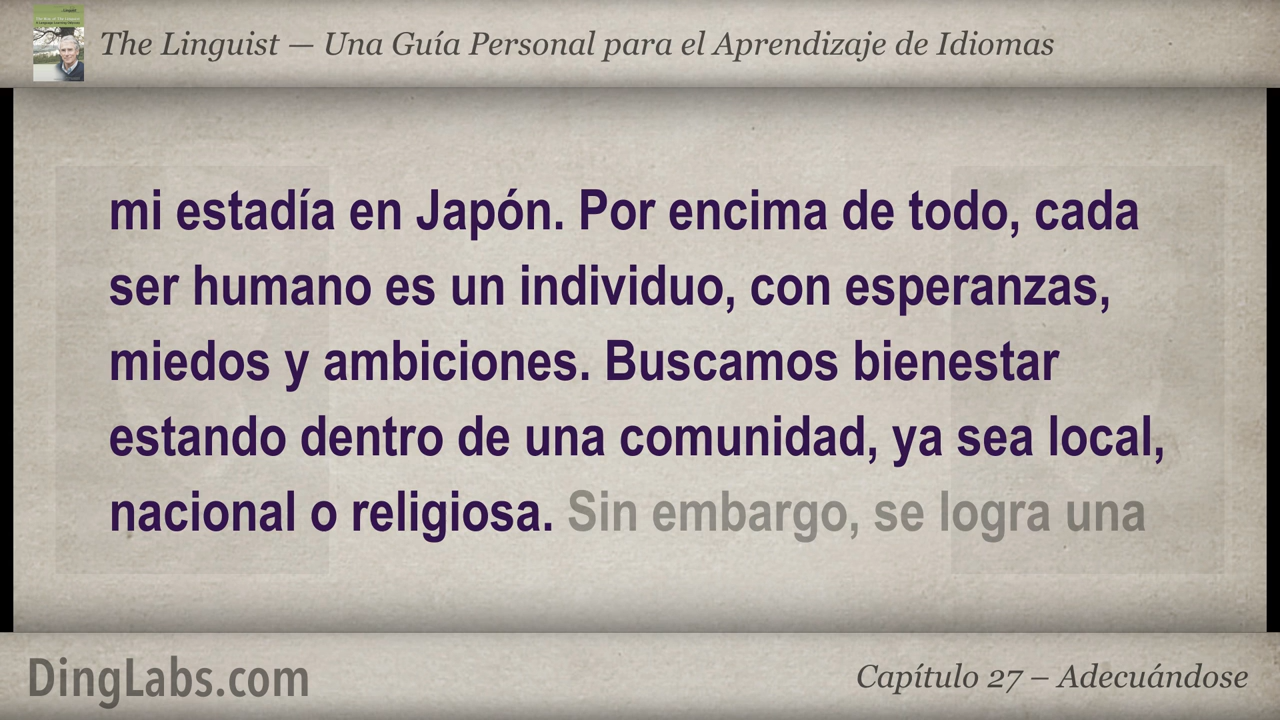 The Linguist — Una Guía Personal para el Aprendizaje de Idiomas
mi estadía en Japón. Por encima de todo, cada
ser humano es un individuo, con esperanzas,
miedos y ambiciones. Buscamos bienestar
estando dentro de una comunidad, ya sea local,
nacional o religiosa. Sin embargo, se logra una
DingLabs.com
Capítulo 27 – Adecuándose